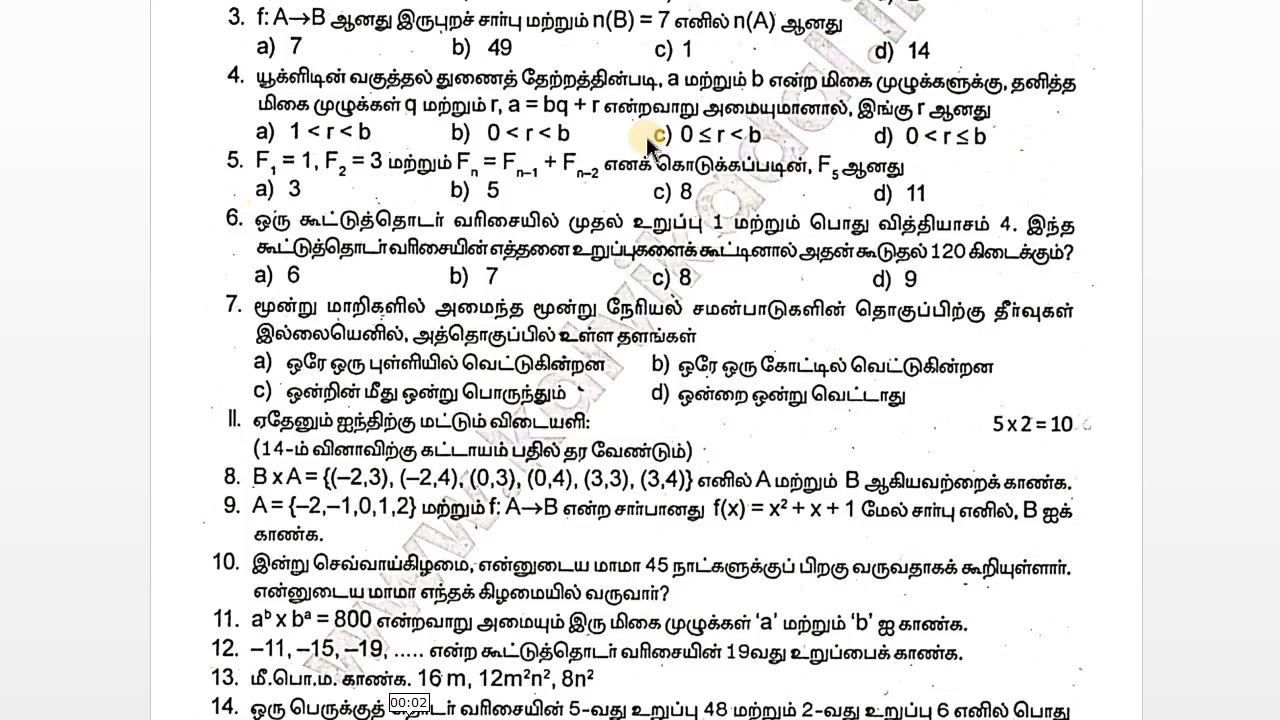 3. f: A→B ஆனது இருபுறச் சார்பு மற்றும் n(B) = 7 எனில் n(A) ஆனது
a) 7 b) 49 c) 1 d) 14
4. யூக்ளிடின் வகுத்தல் துணைத் தேற்றத்தின்படி, a மற்றும் b என்ற மிகை முழுக்களுக்கு, தனித்த
மிகை முழுக்கள் q மற்றும் r, a = bq + r என்றவாறு அமையுமானால், இங்கு r ஆனது
a) 1 < r < b b) 0 < r < b c) 0 ≤ r < b d) 0 < r ≤ b
5. F₁ = 1, F₂ = 3 மற்றும் Fₙ = Fₙ₋₁ + Fₙ₋₂ எனக் கொடுக்கப்படின், F₅ ஆனது
a) 3 b) 5 c) 8 d) 11
6. ஒரு கூட்டுத்தொடர் வரிசையில் முதல் உறுப்பு 1 மற்றும் பொது வித்தியாசம் 4. இந்த
கூட்டுத்தொடர் வரிசையின் எத்தனை உறுப்புகளைக் கூட்டினால் அதன் கூடுதல் 120 கிடைக்கும்?
a) 6 b) 7 c) 8 d) 9
7. மூன்று மாறிகளில் அமைந்த மூன்று நேரியல் சமன்பாடுகளின் தொகுப்பிற்கு தீர்வுகள்
இல்லையெனில், அத்தொகுப்பில் உள்ள தளங்கள்
a) ஒரே ஒரு புள்ளியில் வெட்டுகின்றன b) ஒரே ஒரு கோட்டில் வெட்டுகின்றன
c) ஒன்றின் மீது ஒன்று பொருந்தும் d) ஒன்றை ஒன்று வெட்டாது
II. ஏதேனும் ஐந்திற்கு மட்டும் விடையளி: 5 x 2 = 10
(14-ம் வினாவிற்கு கட்டாயம் பதில் தர வேண்டும்)
8. B x A = {(–2,3), (–2,4), (0,3), (0,4), (3,3), (3,4)} எனில் A மற்றும் B ஆகியவற்றைக் காண்க.
9. A = {–2,–1,0,1,2} மற்றும் f: A→B என்ற சார்பானது f(x) = x² + x + 1 மேல் சார்பு எனில், B ஐக்
காண்க.
10. இன்று செவ்வாய்கிழமை, என்னுடைய மாமா 45 நாட்களுக்குப் பிறகு வருவதாகக் கூறியுள்ளார்.
என்னுடைய மாமா எந்தக் கிழமையில் வருவார்?
11. aᵇ x bᵃ = 800 என்றவாறு அமையும் இரு மிகை முழுக்கள் 'a' மற்றும் 'b' ஐ காண்க.
12. –11, –15, –19, ..... என்ற கூட்டுத்தொடர் வரிசையின் 19வது உறுப்பைக் காண்க.
13. மீ.பொ.ம. காண்க. 16 m, 12m²n², 8n²
00:02
14. ஒரு பெருக்குத் தொடர் வரிசையின் 5-வது உறுப்பு 48 மற்றும் 2-வது உறுப்பு 6 எனில் பொது